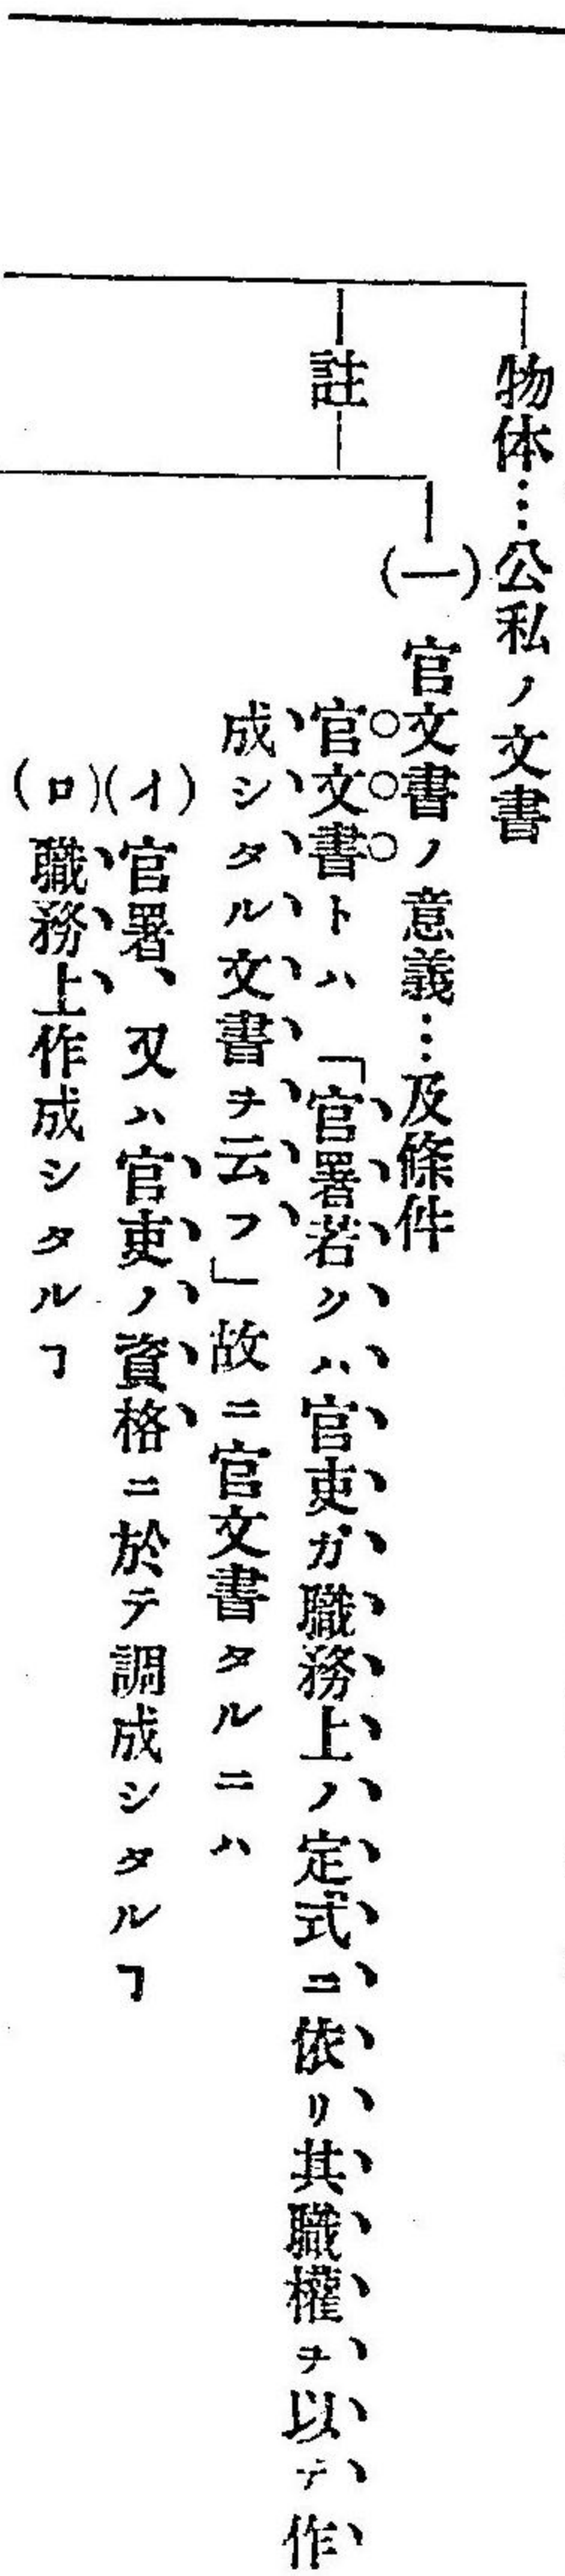 物体…公私ノ文書
註
(一) 官文書ノ意義…及條件
官文書トハ「官署若クハ官吏ガ職務上ノ定式ニ依リ其職權ヲ以テ作
成シタル文書ヲ云フ」故ニ官文書タルニハ
(イ) 官署、又ハ官吏ノ資格ニ於テ調成シタルヿ
(ロ) 職務上作成シタルヿ